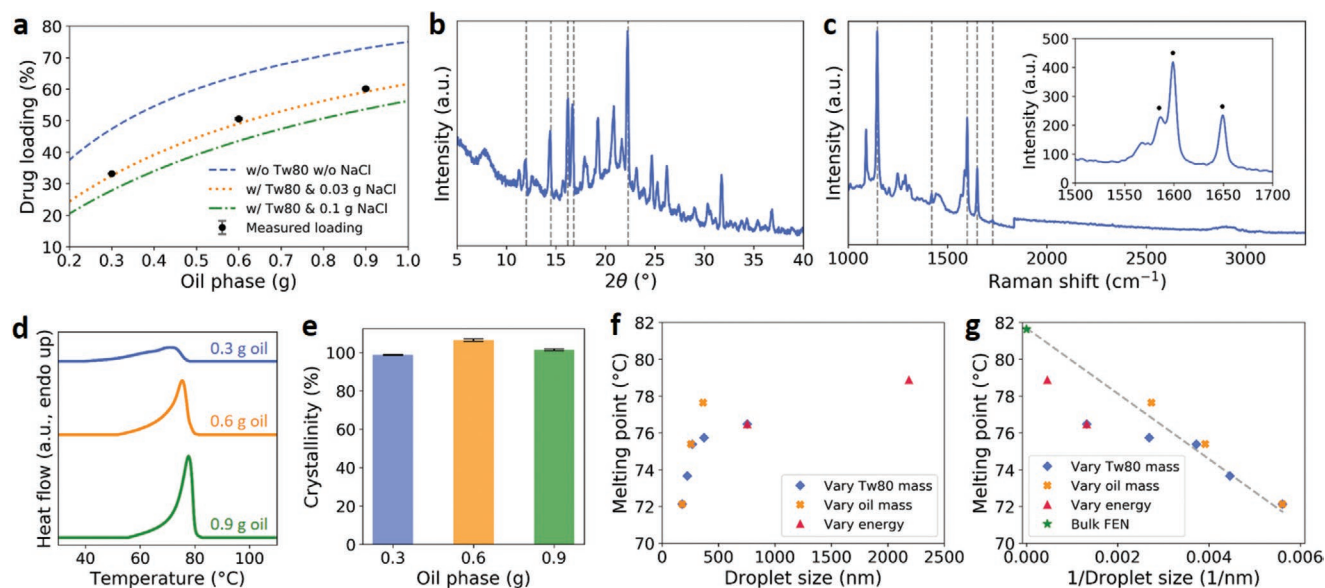 a
80
70
60
50
40
30
20
10
Drug loading (%)
w/o Tw80 w/o NaCl
w/ Tw80 & 0.03 g NaCl
w/ Tw80 & 0.1 g NaCl
Measured loading
0.2 0.3 0.4 0.5 0.6 0.7 0.8 0.9 1.0
Oil phase (g)
b
Intensity (a.u.)
5 10 15 20 25 30 35 40
2θ (°)
c
Intensity (a.u.)
1000 1500 2000 2500 3000
Raman shift (cm⁻¹)
500
400
300
200
100
0
Intensity (a.u.)
1500 1550 1600 1650 1700
d
Heat flow (a.u., endo up)
0.3 g oil
0.6 g oil
0.9 g oil
40 60 80 100
Temperature (°C)
e
Crystallinity (%)
100
80
60
40
20
0
0.3 0.6 0.9
Oil phase (g)
f
Melting point (°C)
82
80
78
76
74
72
70
Vary Tw80 mass
Vary oil mass
Vary energy
0 500 1000 1500 2000 2500
Droplet size (nm)
g
Melting point (°C)
82
80
78
76
74
72
70
Vary Tw80 mass
Vary oil mass
Vary energy
Bulk FEN
0.000 0.002 0.004 0.006
1/Droplet size (1/nm)